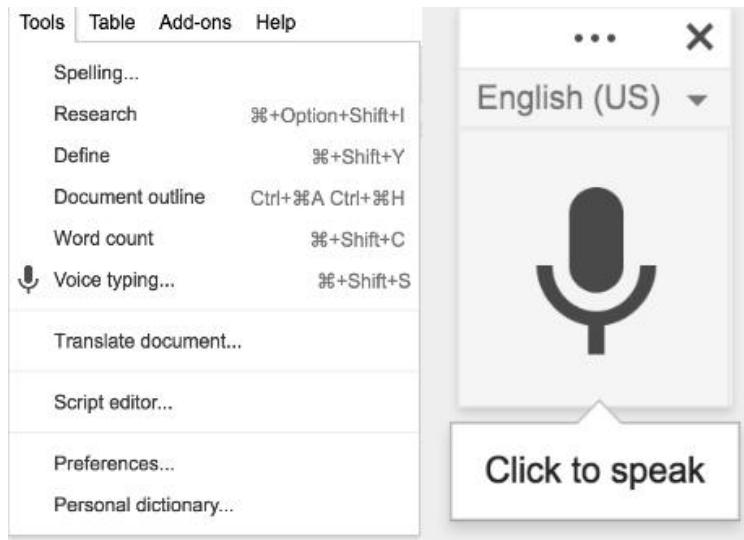 Tools Table Add-ons Help
Spelling...
Research ⌘+Option+Shift+I
Define ⌘+Shift+Y
Document outline Ctrl+⌘A Ctrl+⌘H
Word count ⌘+Shift+C
Voice typing... ⌘+Shift+S
Translate document...
Script editor...
Preferences...
Personal dictionary...
English (US)
Click to speak